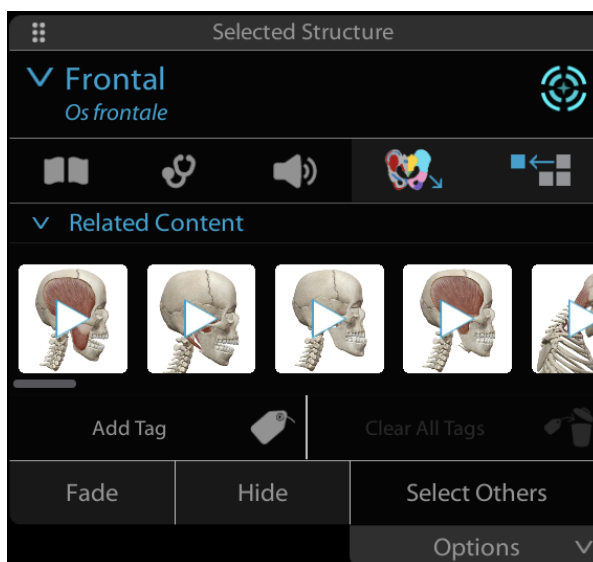 Selected Structure
Frontal
Os frontale
Related Content
Add Tag
Clear All Tags
Fade
Hide
Select Others
Options